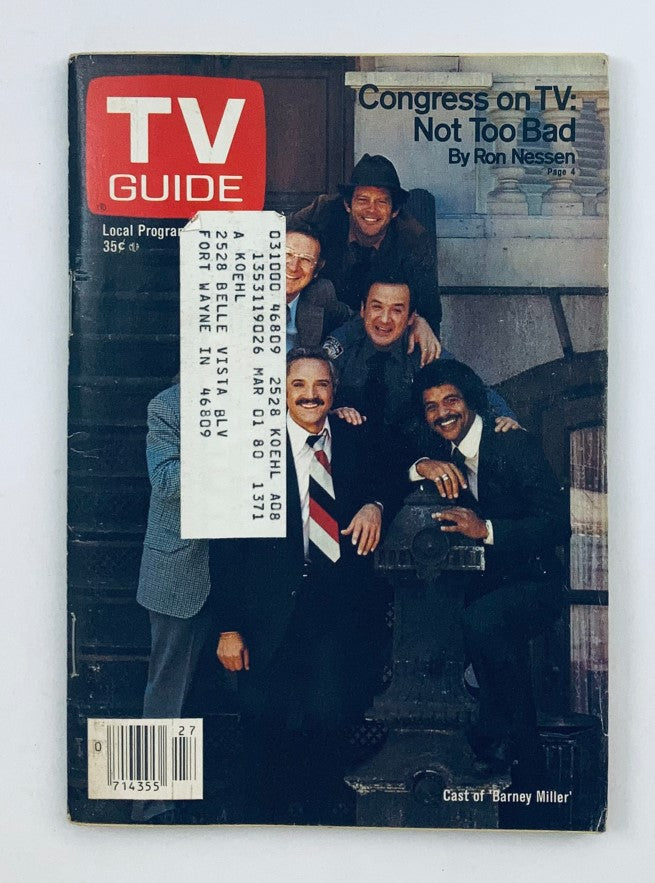 TV
GUIDE
®
Local Program
35¢
Congress on TV:
Not Too Bad
By Ron Nessen
Page 4
031000 46809 2528 KOEHL A08
1353119026 MAR 01 80 1371
A KOEHL
2528 BELLE VISTA BLV
FORT WAYNE IN 46809
27
0
714355
Cast of 'Barney Miller'